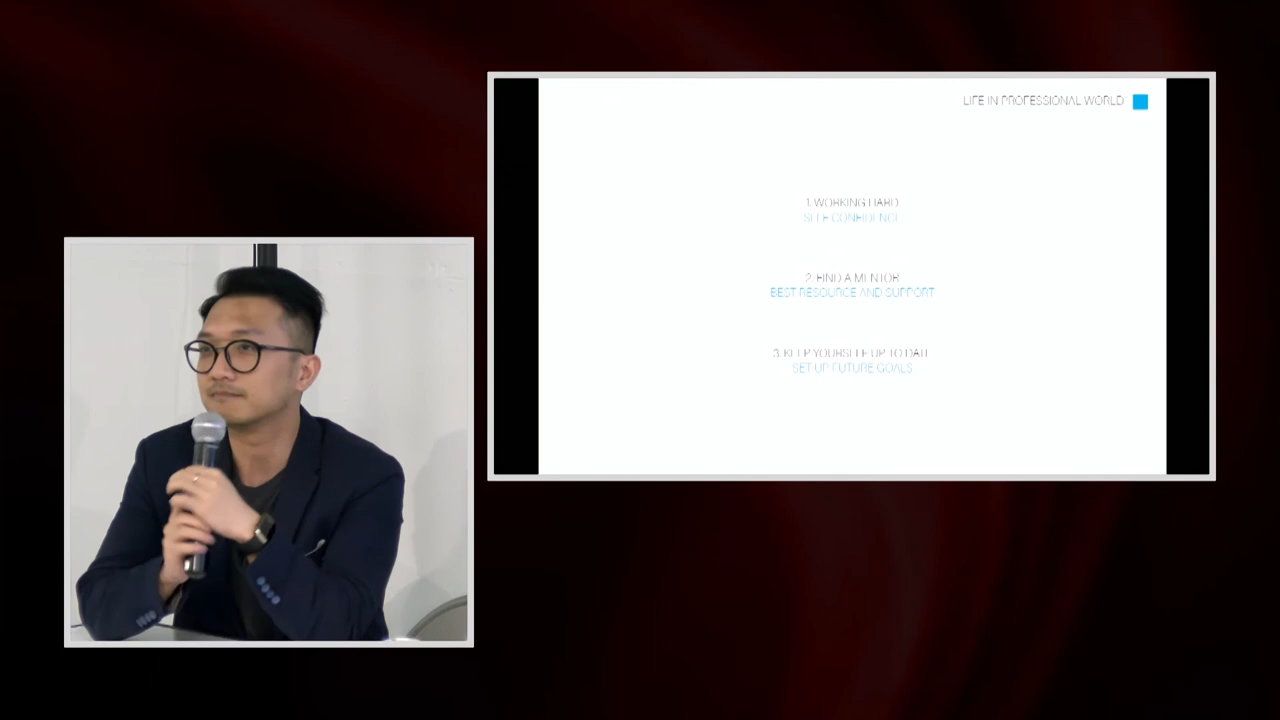 LIFE IN PROFESSIONAL WORLD
1. WORKING HARD
SELF CONFIDENCE
2. FIND A MENTOR
BEST RESOURCE AND SUPPORT
3. KEEP YOURSELF UP TO DATE
SET UP FUTURE GOALS